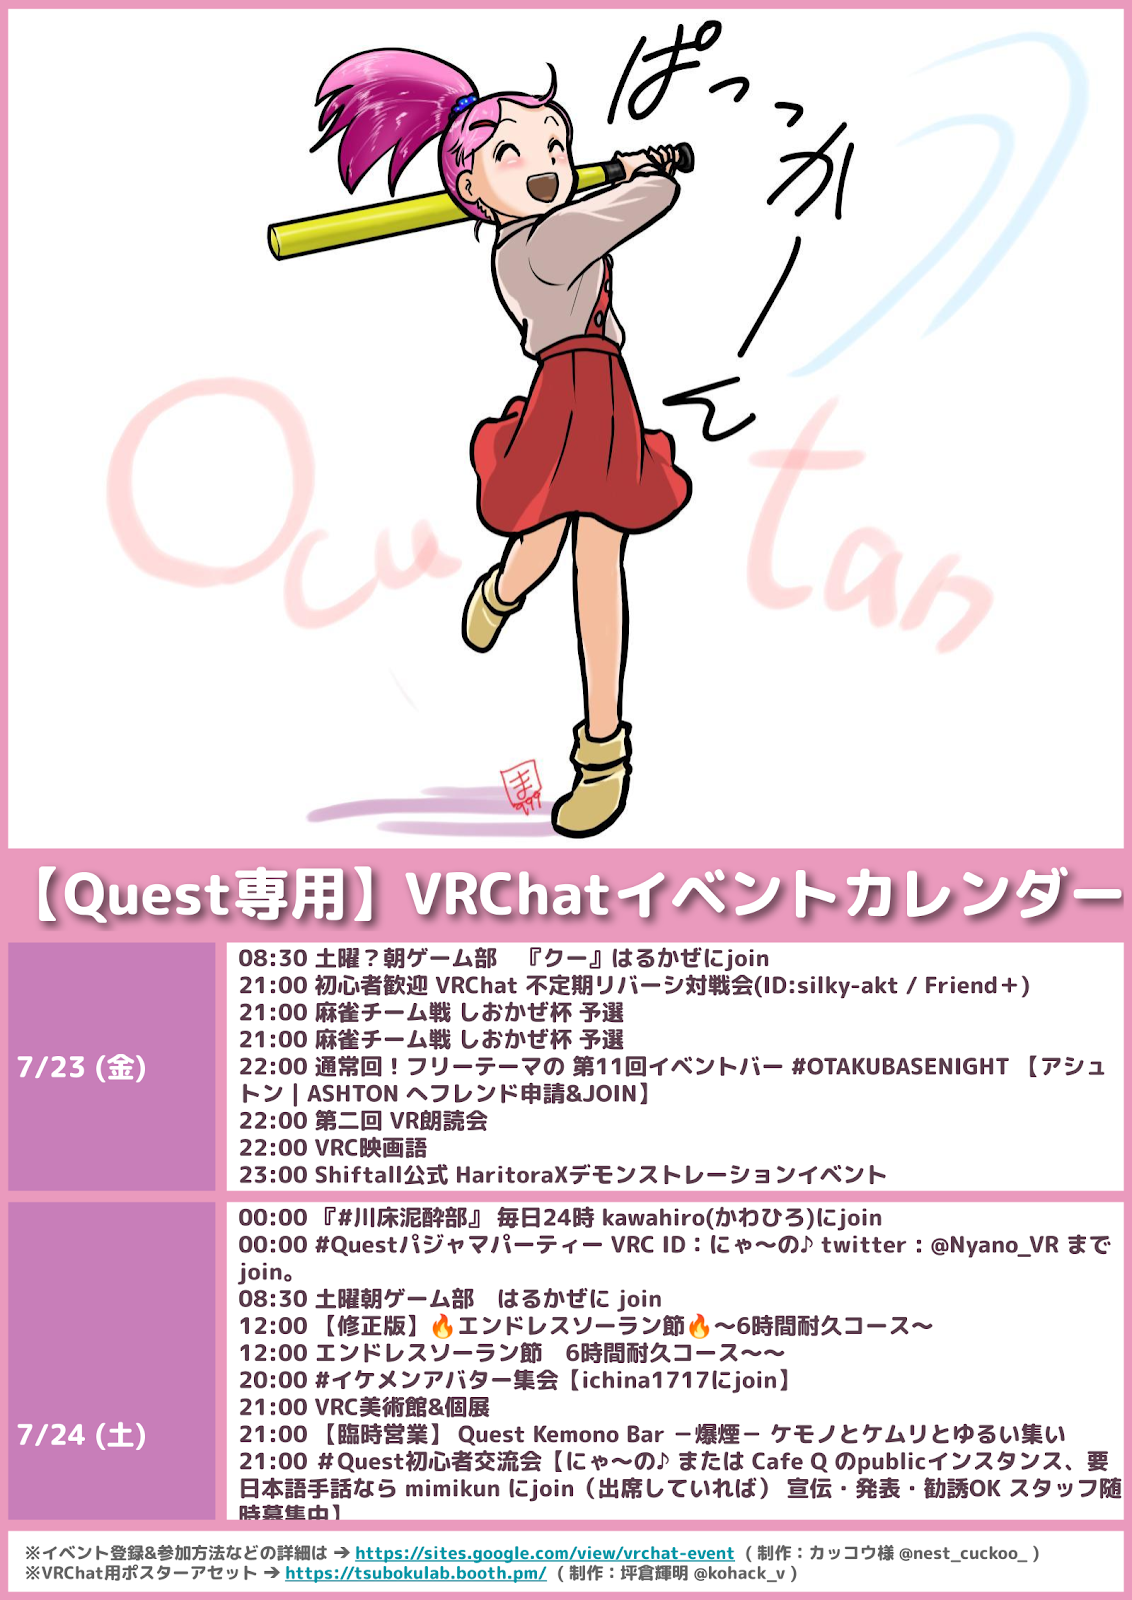 ぱっかーん
Ocu tan
ま
999
【Quest専用】VRChatイベントカレンダー
7/23 (金)
08:30 土曜？朝ゲーム部　『クー』はるかぜにjoin
21:00 初心者歓迎 VRChat 不定期リバーシ対戦会(ID:silky-akt / Friend＋)
21:00 麻雀チーム戦 しおかぜ杯 予選
21:00 麻雀チーム戦 しおかぜ杯 予選
22:00 通常回！フリーテーマの 第11回イベントバー #OTAKUBASENIGHT 【アシュ
トン | ASHTON へフレンド申請&JOIN】
22:00 第二回 VR朗読会
22:00 VRC映画語
23:00 Shiftall公式 HaritoraXデモンストレーションイベント
7/24 (土)
00:00 『#川床泥酔部』 毎日24時 kawahiro(かわひろ)にjoin
00:00 #Questパジャマパーティー VRC ID：にゃ～の♪ twitter : @Nyano_VR まで
join。
08:30 土曜朝ゲーム部　はるかぜに join
12:00 【修正版】🔥エンドレスソーラン節🔥～6時間耐久コース～
12:00 エンドレスソーラン節　6時間耐久コース～～
20:00 #イケメンアバター集会【ichina1717にjoin】
21:00 VRC美術館&個展
21:00 【臨時営業】 Quest Kemono Bar －爆煙－ ケモノとケムリとゆるい集い
21:00 ＃Quest初心者交流会【にゃ～の♪ または Cafe Q のpublicインスタンス、要
日本語手話なら mimikun にjoin（出席していれば） 宣伝・発表・勧誘OK スタッフ随
時募集中】
※イベント登録&参加方法などの詳細は ➔ https://sites.google.com/view/vrchat-event （ 制作：カッコウ様 @nest_cuckoo_ ）
※VRChat用ポスターアセット ➔ https://tsubokulab.booth.pm/ （ 制作：坪倉輝明 @kohack_v ）